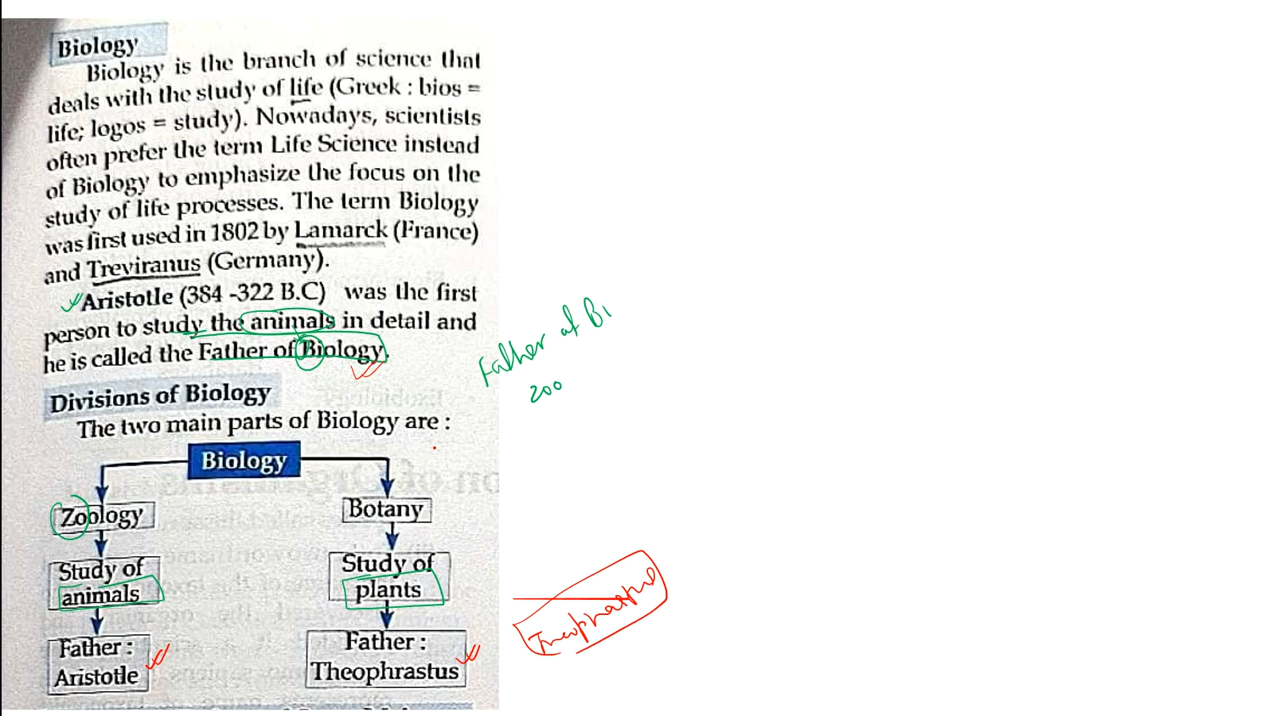 Biology
Biology is the branch of science that
deals with the study of life (Greek : bios =
life; logos = study). Nowadays, scientists
often prefer the term Life Science instead
of Biology to emphasize the focus on the
study of life processes. The term Biology
was first used in 1802 by Lamarck (France)
and Treviranus (Germany).
Aristotle (384 -322 B.C) was the first
person to study the animals in detail and
he is called the Father of Biology.
Father of Bi
zoo
Divisions of Biology
The two main parts of Biology are :
Biology
Zoology
Botany
Study of
animals
Study of
plants
Father :
Aristotle
Father :
Theophrastus